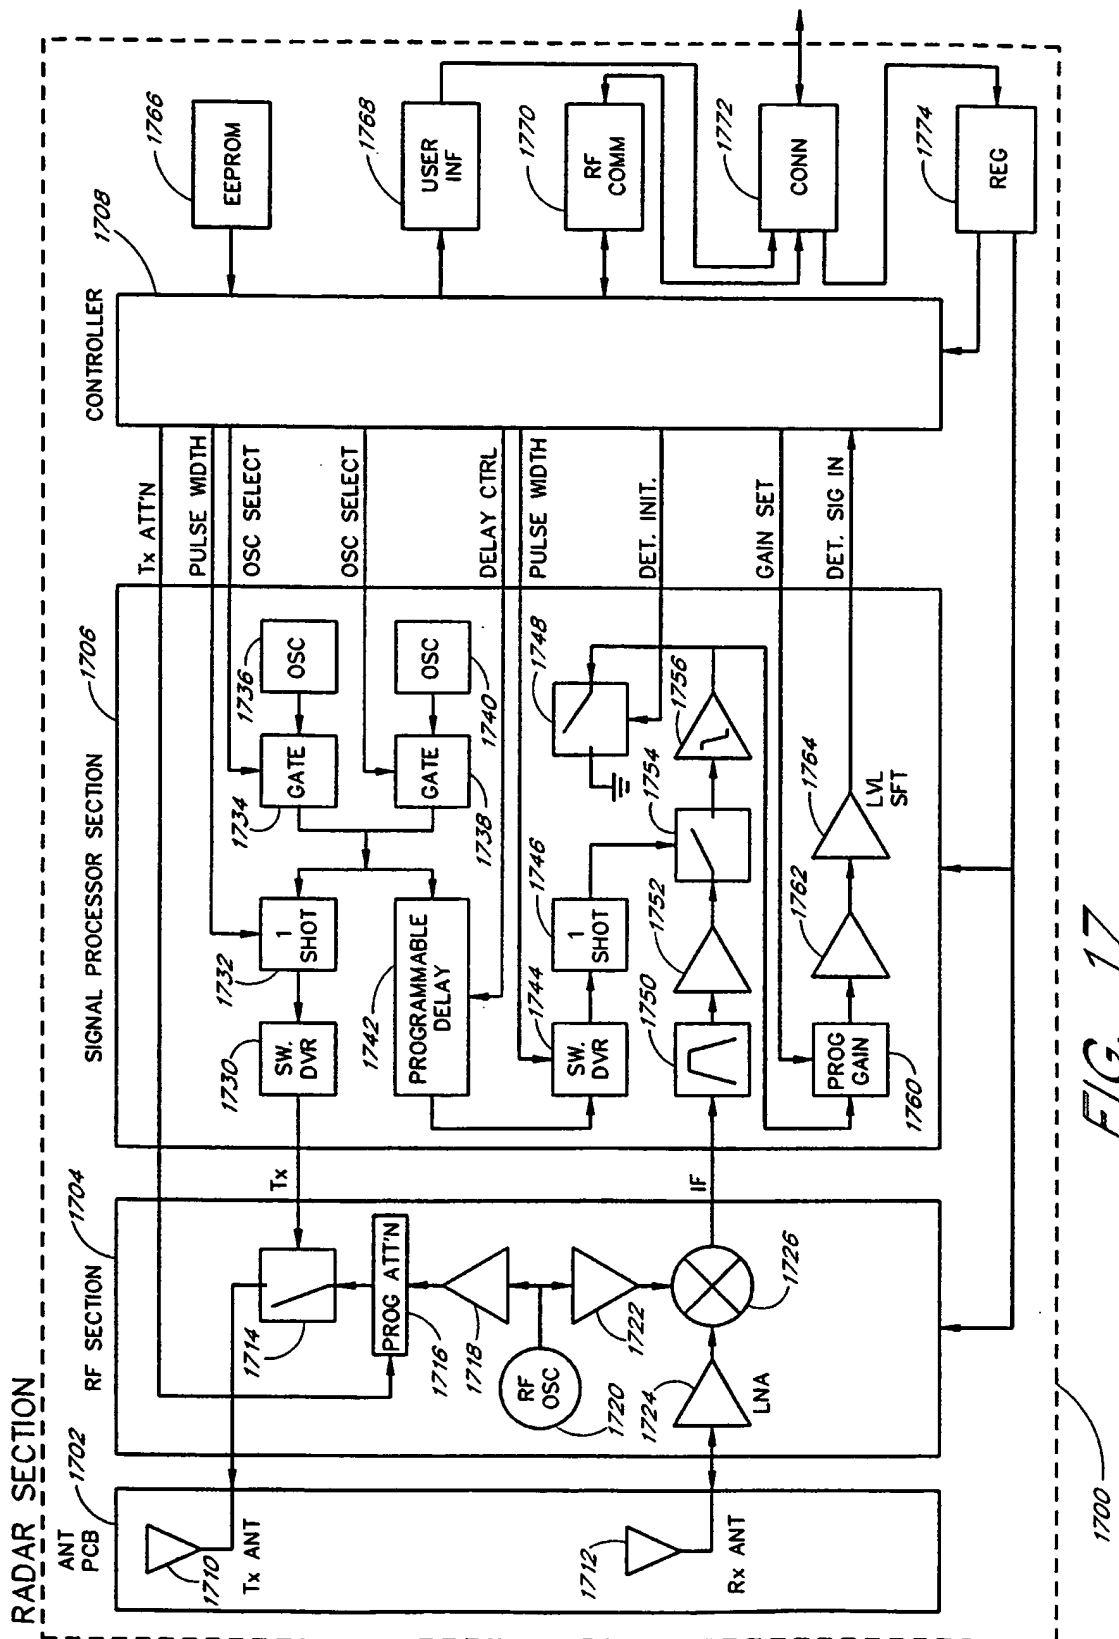 RADAR SECTION
ANT
PCB
1702
1710
Tx ANT
1712
Rx ANT
RF SECTION
1704
1714
PROG ATT'N
1716
1718
RF
OSC
1720
1722
1724
LNA
1726
Tx
IF
SIGNAL PROCESSOR SECTION
1706
1730
SW.
DVR
1732
1
SHOT
1734
GATE
1736
OSC
1738
GATE
1740
OSC
1742
PROGRAMMABLE
DELAY
1744
SW.
DVR
1746
1
SHOT
1748
1750
1752
1754
1756
PROG
GAIN
1760
1762
1764
LVL
SFT
Tx ATT'N
PULSE WIDTH
OSC SELECT
OSC SELECT
DELAY CTRL
PULSE WIDTH
DET. INIT.
GAIN SET
DET. SIG IN
CONTROLLER
1708
EEPROM
1766
USER
INF
1768
RF
COMM
1770
CONN
1772
REG
1774
1700
FIG. 17